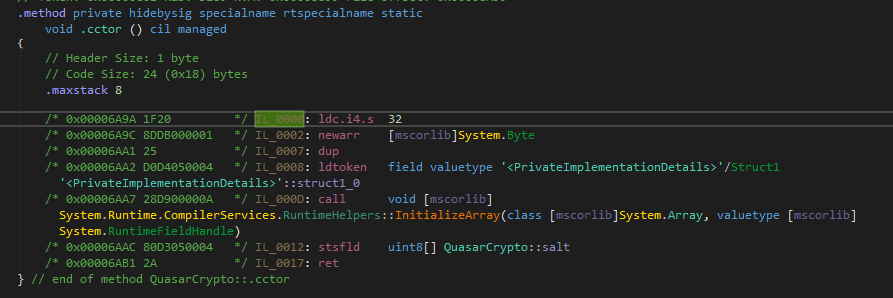 .method private hidebysig specialname rtspecialname static
void .cctor () cil managed
{
// Header Size: 1 byte
// Code Size: 24 (0x18) bytes
.maxstack 8
/* 0x00006A9A 1F20 */ IL_0000: ldc.i4.s 32
/* 0x00006A9C 8DDB000001 */ IL_0002: newarr [mscorlib]System.Byte
/* 0x00006AA1 25 */ IL_0007: dup
/* 0x00006AA2 D0D4050004 */ IL_0008: ldtoken field valuetype '<PrivateImplementationDetails>'/Struct1
'<PrivateImplementationDetails>'::struct1_0
/* 0x00006AA7 28D900000A */ IL_000D: call void [mscorlib]
System.Runtime.CompilerServices.RuntimeHelpers::InitializeArray(class [mscorlib]System.Array, valuetype [mscorlib]
System.RuntimeFieldHandle)
/* 0x00006AAC 80D3050004 */ IL_0012: stsfld uint8[] QuasarCrypto::salt
/* 0x00006AB1 2A */ IL_0017: ret
} // end of method QuasarCrypto::.cctor